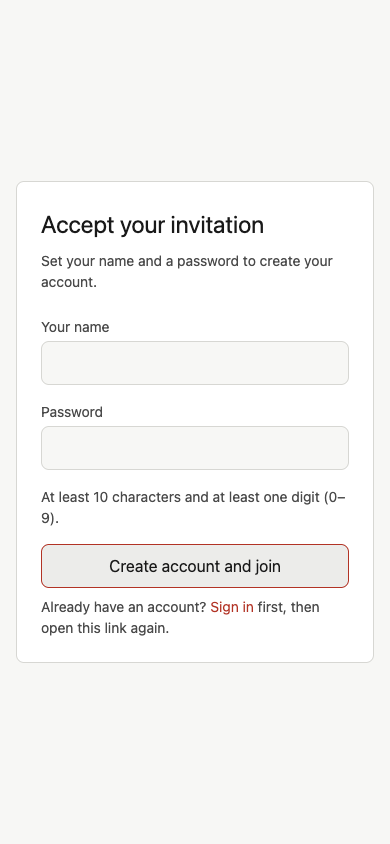 Accept your invitation
Set your name and a password to create your
account.
Your name
Password
At least 10 characters and at least one digit (0–
9).
Create account and join
Already have an account? Sign in first, then
open this link again.